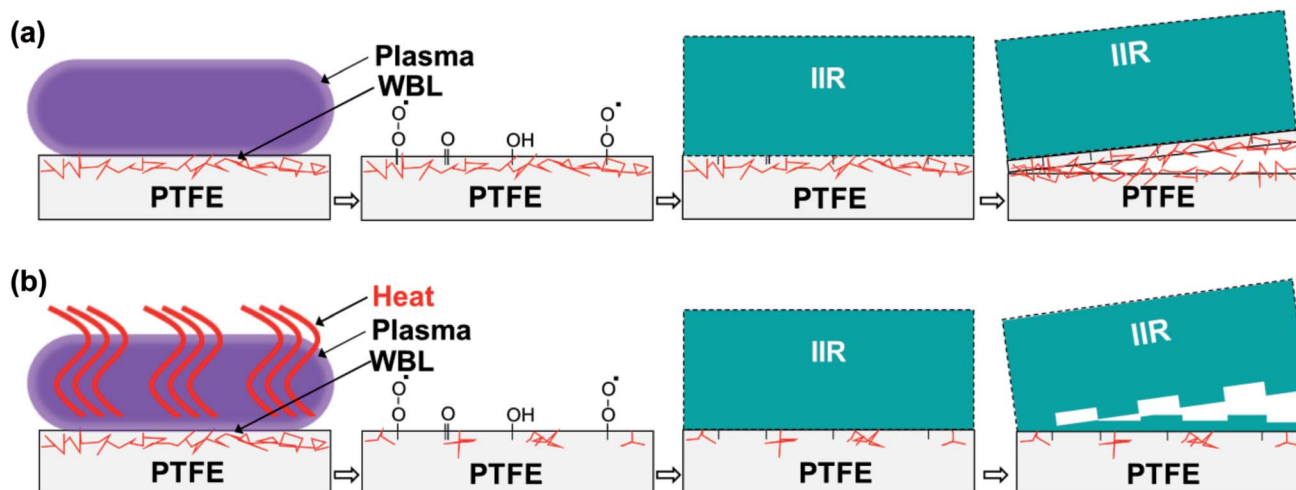 (a)
Plasma
WBL
PTFE
O•
O
O
OH
O•
O
PTFE
IIR
PTFE
IIR
PTFE
(b)
Heat
Plasma
WBL
PTFE
O•
O
O
OH
O•
O
PTFE
IIR
PTFE
IIR
PTFE